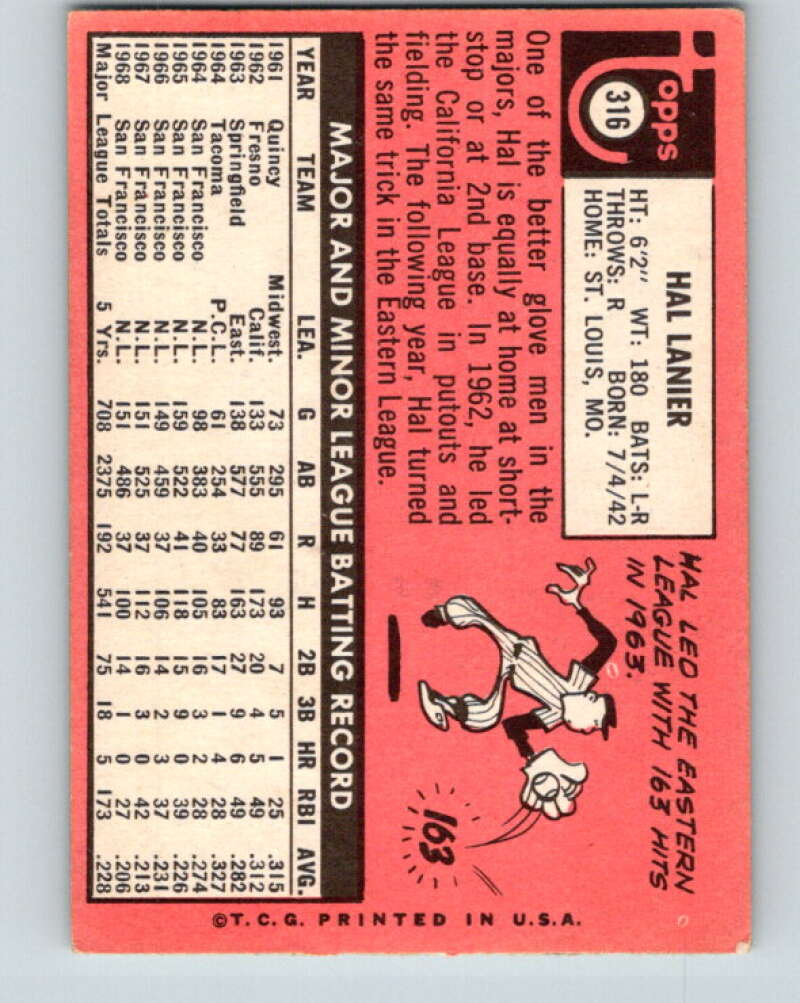 Topps
316
HAL LANIER
HT: 6'2" WT: 180 BATS: L-R
THROWS: R BORN: 7/4/42
HOME: ST. LOUIS, MO.
HAL LED THE EASTERN
LEAGUE WITH 163 HITS
IN 1963.
163
One of the better glove men in the
majors, Hal is equally at home at short-
stop or at 2nd base. In 1962, he led
the California League in putouts and
fielding. The following year, Hal turned
the same trick in the Eastern League.
MAJOR AND MINOR LEAGUE BATTING RECORD
YEAR TEAM LEA. G AB R H 2B 3B HR RBI AVG.
1961 Quincy Midwest. 73 295 61 93 7 5 1 25 .315
1962 Fresno Calif. 133 555 89 173 20 4 5 49 .312
1963 Springfield East. 138 577 77 163 27 9 6 49 .282
1964 Tacoma P.C.L. 61 254 33 83 17 1 4 28 .327
1964 San Francisco N.L. 98 383 40 105 16 3 2 28 .274
1965 San Francisco N.L. 159 522 41 118 15 9 0 39 .226
1966 San Francisco N.L. 149 459 37 106 14 2 3 37 .231
1967 San Francisco N.L. 151 525 37 112 16 3 0 42 .213
1968 San Francisco N.L. 151 486 37 100 14 1 0 27 .206
Major League Totals 5 Yrs. 708 2375 192 541 75 18 5 173 .228
©T.C.G. PRINTED IN U.S.A.